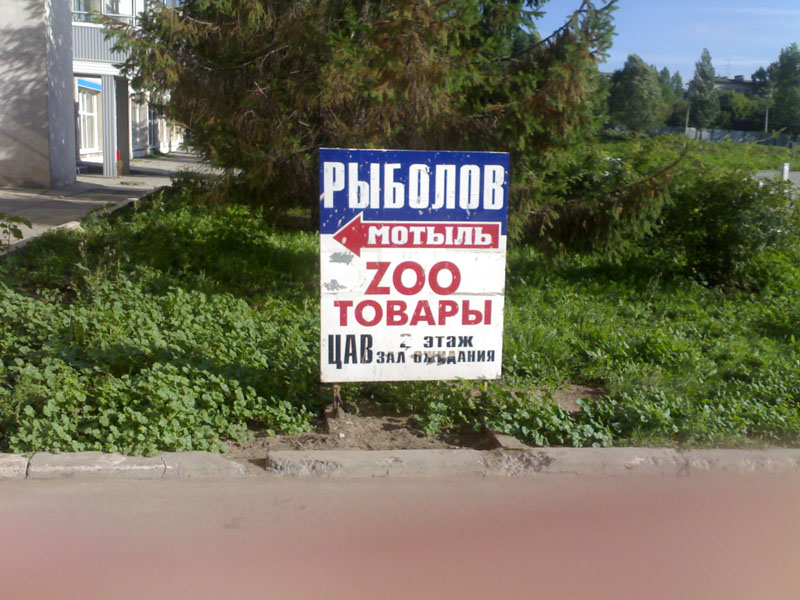 РЫБОЛОВ
МОТЫЛЬ
ZOO
ТОВАРЫ
ЦАВ 2 этаж
зал ожидания